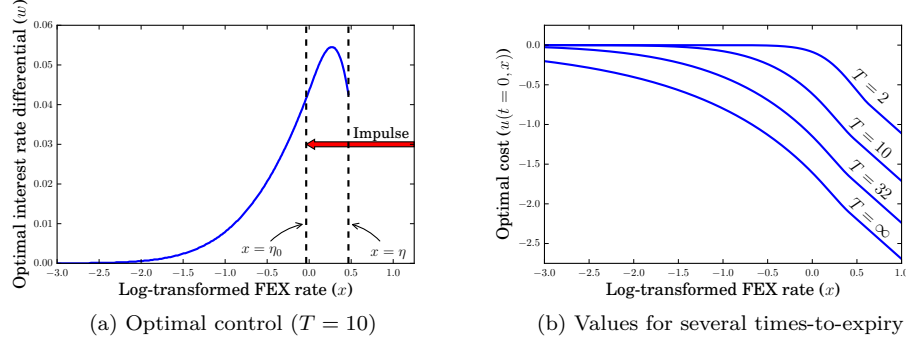 Optimal interest rate differential (w)
0.06
0.05
0.04
0.03
0.02
0.01
0.00
Impulse
x = η₀
x = η
-3.0 -2.5 -2.0 -1.5 -1.0 -0.5 0.0 0.5 1.0
Log-transformed FEX rate (x)
(a) Optimal control (T = 10)
Optimal cost (u(t = 0, x))
0.0
-0.5
-1.0
-1.5
-2.0
-2.5
T = 2
T = 10
T = 32
T = ∞
-3.0 -2.5 -2.0 -1.5 -1.0 -0.5 0.0 0.5 1.0
Log-transformed FEX rate (x)
(b) Values for several times-to-expiry